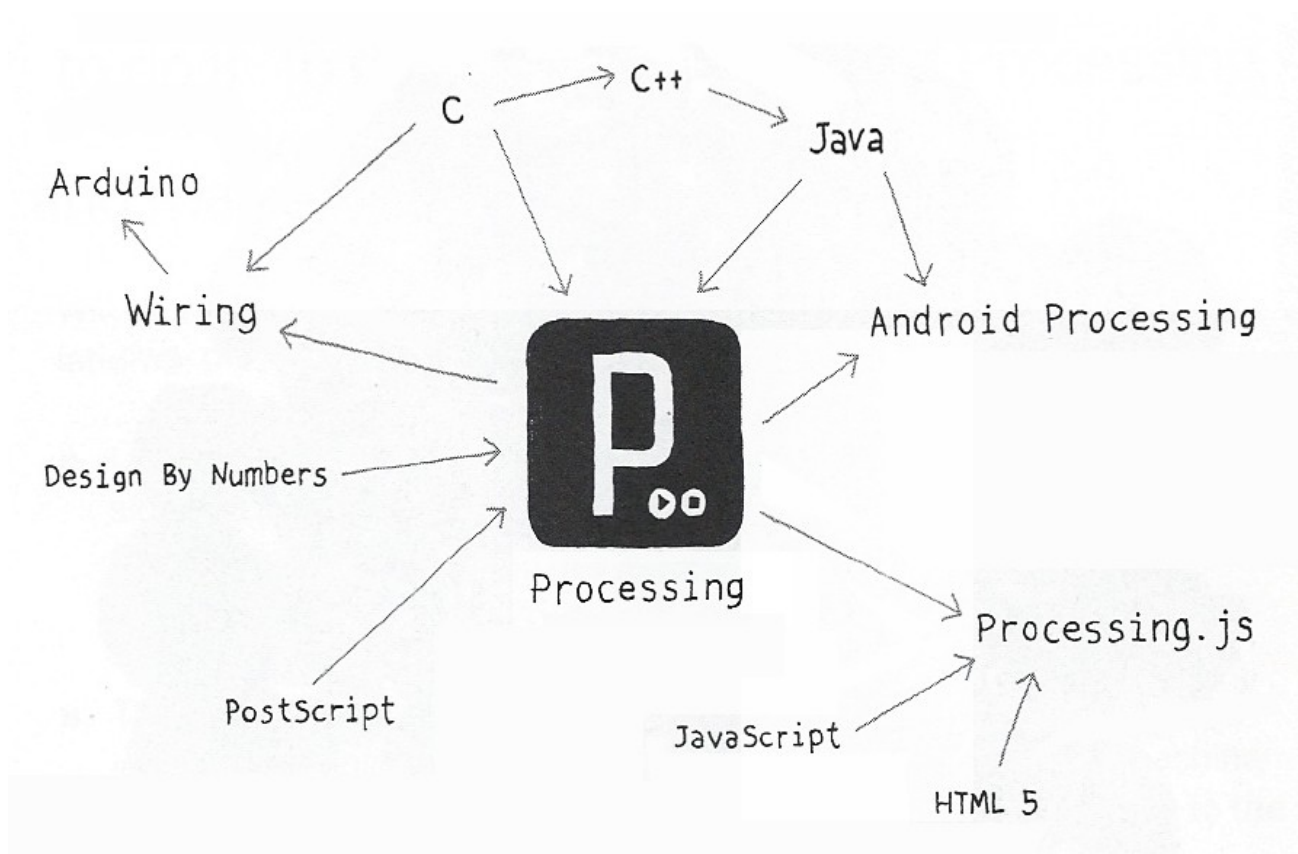 C
C++
Java
Arduino
Wiring
Android Processing
P
Design By Numbers
Processing
Processing.js
PostScript
JavaScript
HTML 5